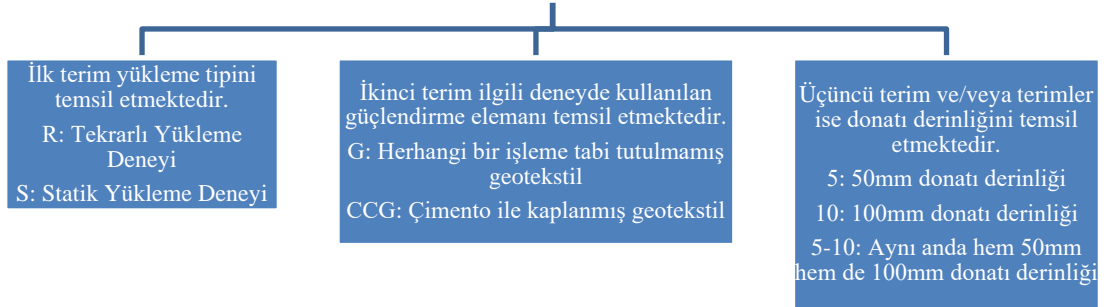 İlk terim yükleme tipini
temsil etmektedir.
R: Tekrarlı Yükleme
Deneyi
S: Statik Yükleme Deneyi
İkinci terim ilgili deneyde kullanılan
güçlendirme elemanı temsil etmektedir.
G: Herhangi bir işleme tabi tutulmamış
geotekstil
CCG: Çimento ile kaplanmış geotekstil
Üçüncü terim ve/veya terimler
ise donatı derinliğini temsil
etmektedir.
5: 50mm donatı derinliği
10: 100mm donatı derinliği
5-10: Aynı anda hem 50mm
hem de 100mm donatı derinliği